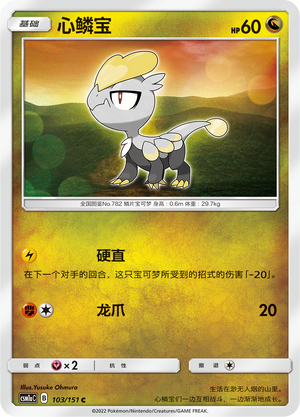 基础 心鳞宝 HP60
全国图鉴No.782 鳞片宝可梦 身高：0.6m 体重：29.7kg
硬直
在下一个对手的回合，这只宝可梦所受到的招式的伤害「-20」。
龙爪 20
弱点 ×2 抗性 撤退
Illus.Yusuke Ohmura
CSM1cC D 103/151 C
生活在渺无人烟的山里。
心鳞宝们一边互相战斗，一边渐渐地成长。
©2022 Pokémon/Nintendo/Creatures/GAME FREAK.